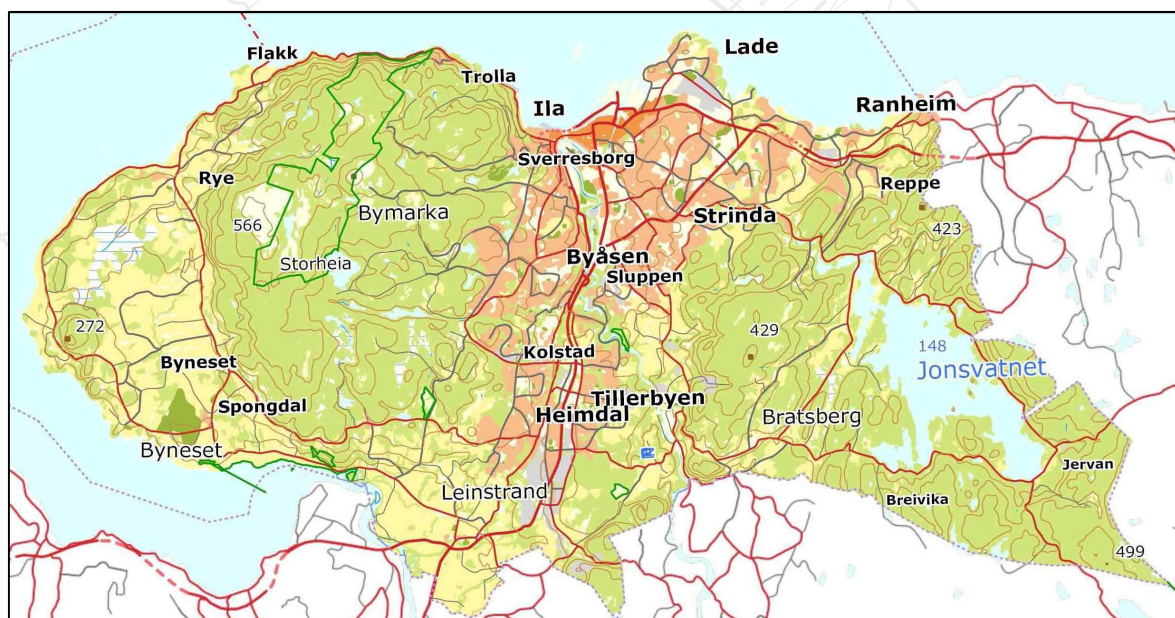 Flakk
Trolla
Lade
Ila
Ranheim
Sverresborg
Rye
Reppe
Bymarka
Strinda
566
423
Storheia
Byåsen
Sluppen
272
429
Kolstad
148
Byneset
Jonsvatnet
Spongdal
Tillerbyen
Heimdal
Bratsberg
Byneset
Jervan
Leinstrand
Breivika
499